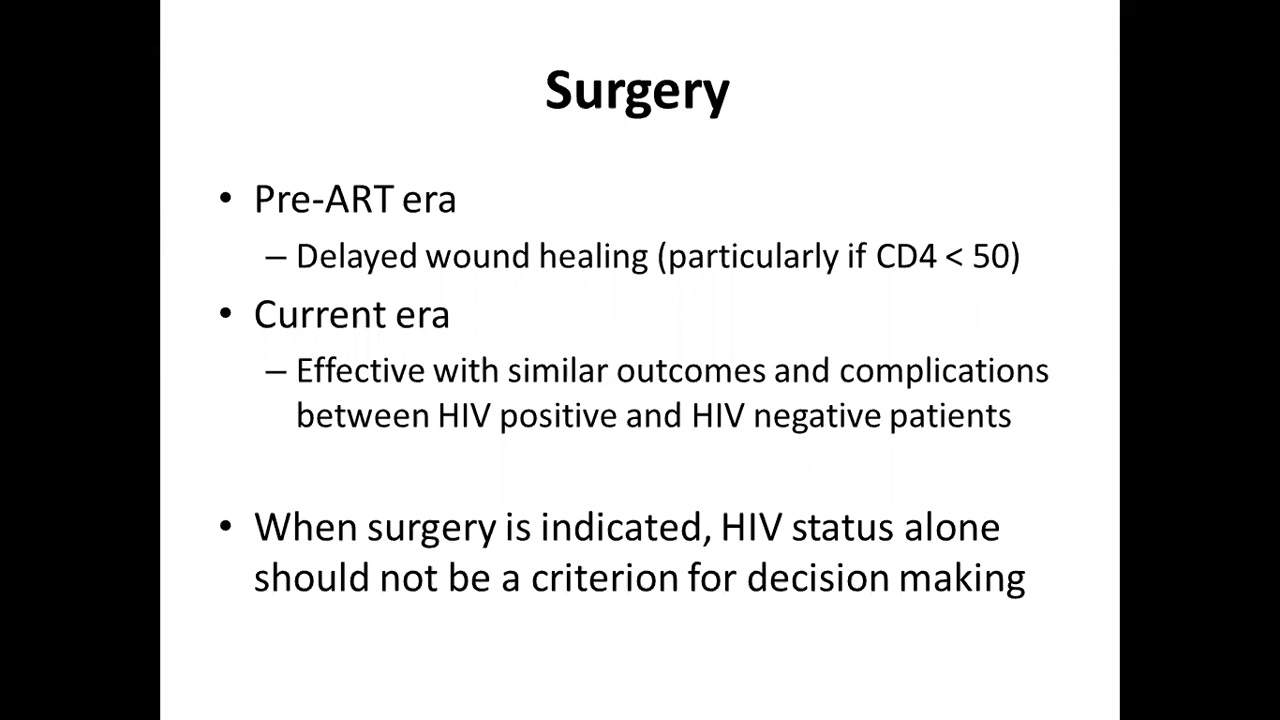 Surgery
• Pre-ART era
– Delayed wound healing (particularly if CD4 < 50)
• Current era
– Effective with similar outcomes and complications
between HIV positive and HIV negative patients
• When surgery is indicated, HIV status alone
should not be a criterion for decision making